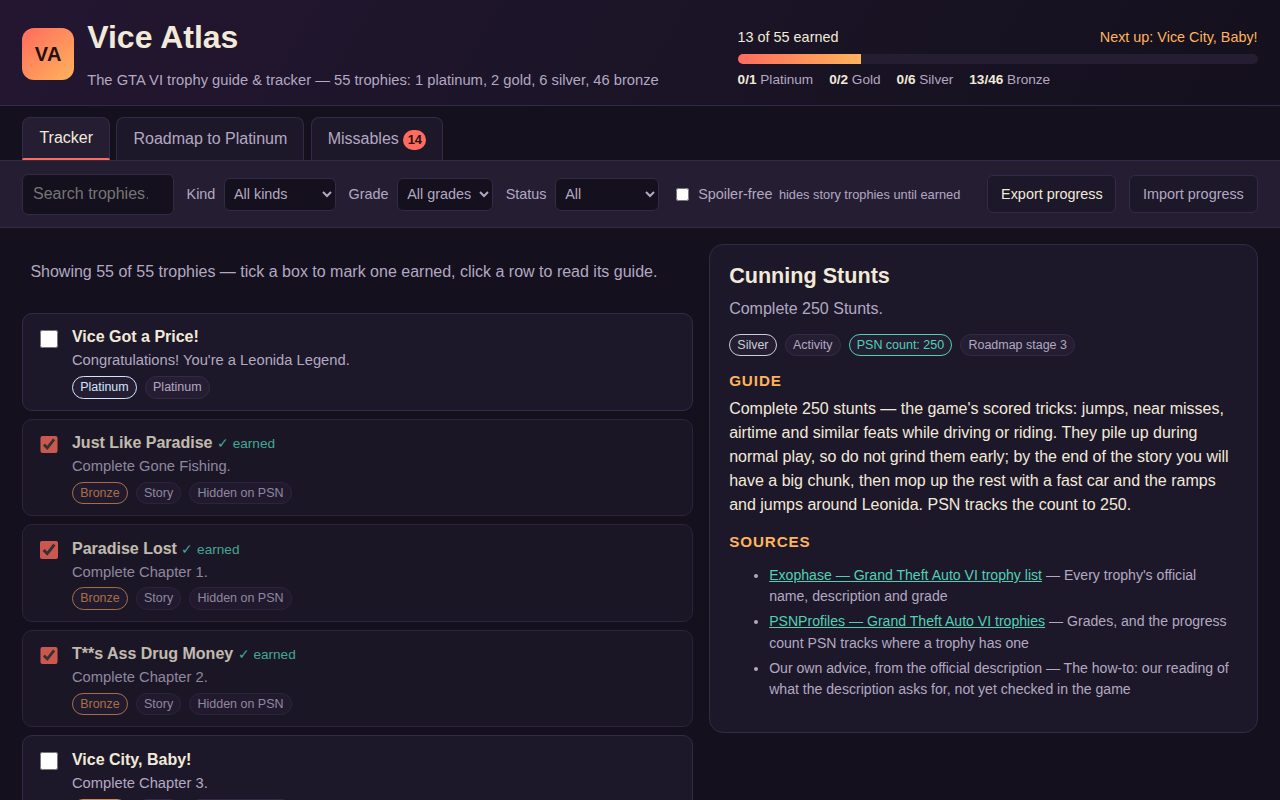 VA
Vice Atlas
The GTA VI trophy guide & tracker — 55 trophies: 1 platinum, 2 gold, 6 silver, 46 bronze
13 of 55 earned
Next up: Vice City, Baby!
0/1 Platinum 0/2 Gold 0/6 Silver 13/46 Bronze
Tracker
Roadmap to Platinum
Missables 14
Search trophies.
Kind
All kinds
Grade
All grades
Status
All
Spoiler-free hides story trophies until earned
Export progress
Import progress
Showing 55 of 55 trophies — tick a box to mark one earned, click a row to read its guide.
Vice Got a Price!
Congratulations! You're a Leonida Legend.
Platinum Platinum
Just Like Paradise ✓ earned
Complete Gone Fishing.
Bronze Story Hidden on PSN
Paradise Lost ✓ earned
Complete Chapter 1.
Bronze Story Hidden on PSN
T**s Ass Drug Money ✓ earned
Complete Chapter 2.
Bronze Story Hidden on PSN
Vice City, Baby!
Complete Chapter 3.
Cunning Stunts
Complete 250 Stunts.
Silver Activity PSN count: 250 Roadmap stage 3
GUIDE
Complete 250 stunts — the game's scored tricks: jumps, near misses,
airtime and similar feats while driving or riding. They pile up during
normal play, so do not grind them early; by the end of the story you will
have a big chunk, then mop up the rest with a fast car and the ramps
and jumps around Leonida. PSN tracks the count to 250.
SOURCES
• Exophase — Grand Theft Auto VI trophy list — Every trophy's official
name, description and grade
• PSNProfiles — Grand Theft Auto VI trophies — Grades, and the progress
count PSN tracks where a trophy has one
• Our own advice, from the official description — The how-to: our reading of
what the description asks for, not yet checked in the game